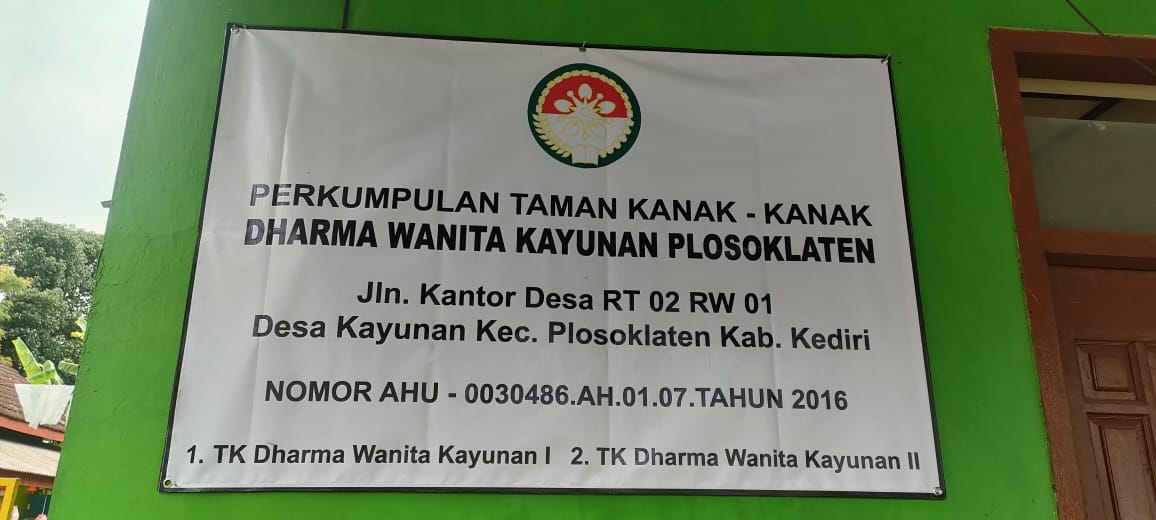 PERKUMPULAN TAMAN KANAK - KANAK
DHARMA WANITA KAYUNAN PLOSOKLATEN
Jln. Kantor Desa RT 02 RW 01
Desa Kayunan Kec. Plosoklaten Kab. Kediri
NOMOR AHU - 0030486.AH.01.07.TAHUN 2016
1. TK Dharma Wanita Kayunan I 2. TK Dharma Wanita Kayunan II